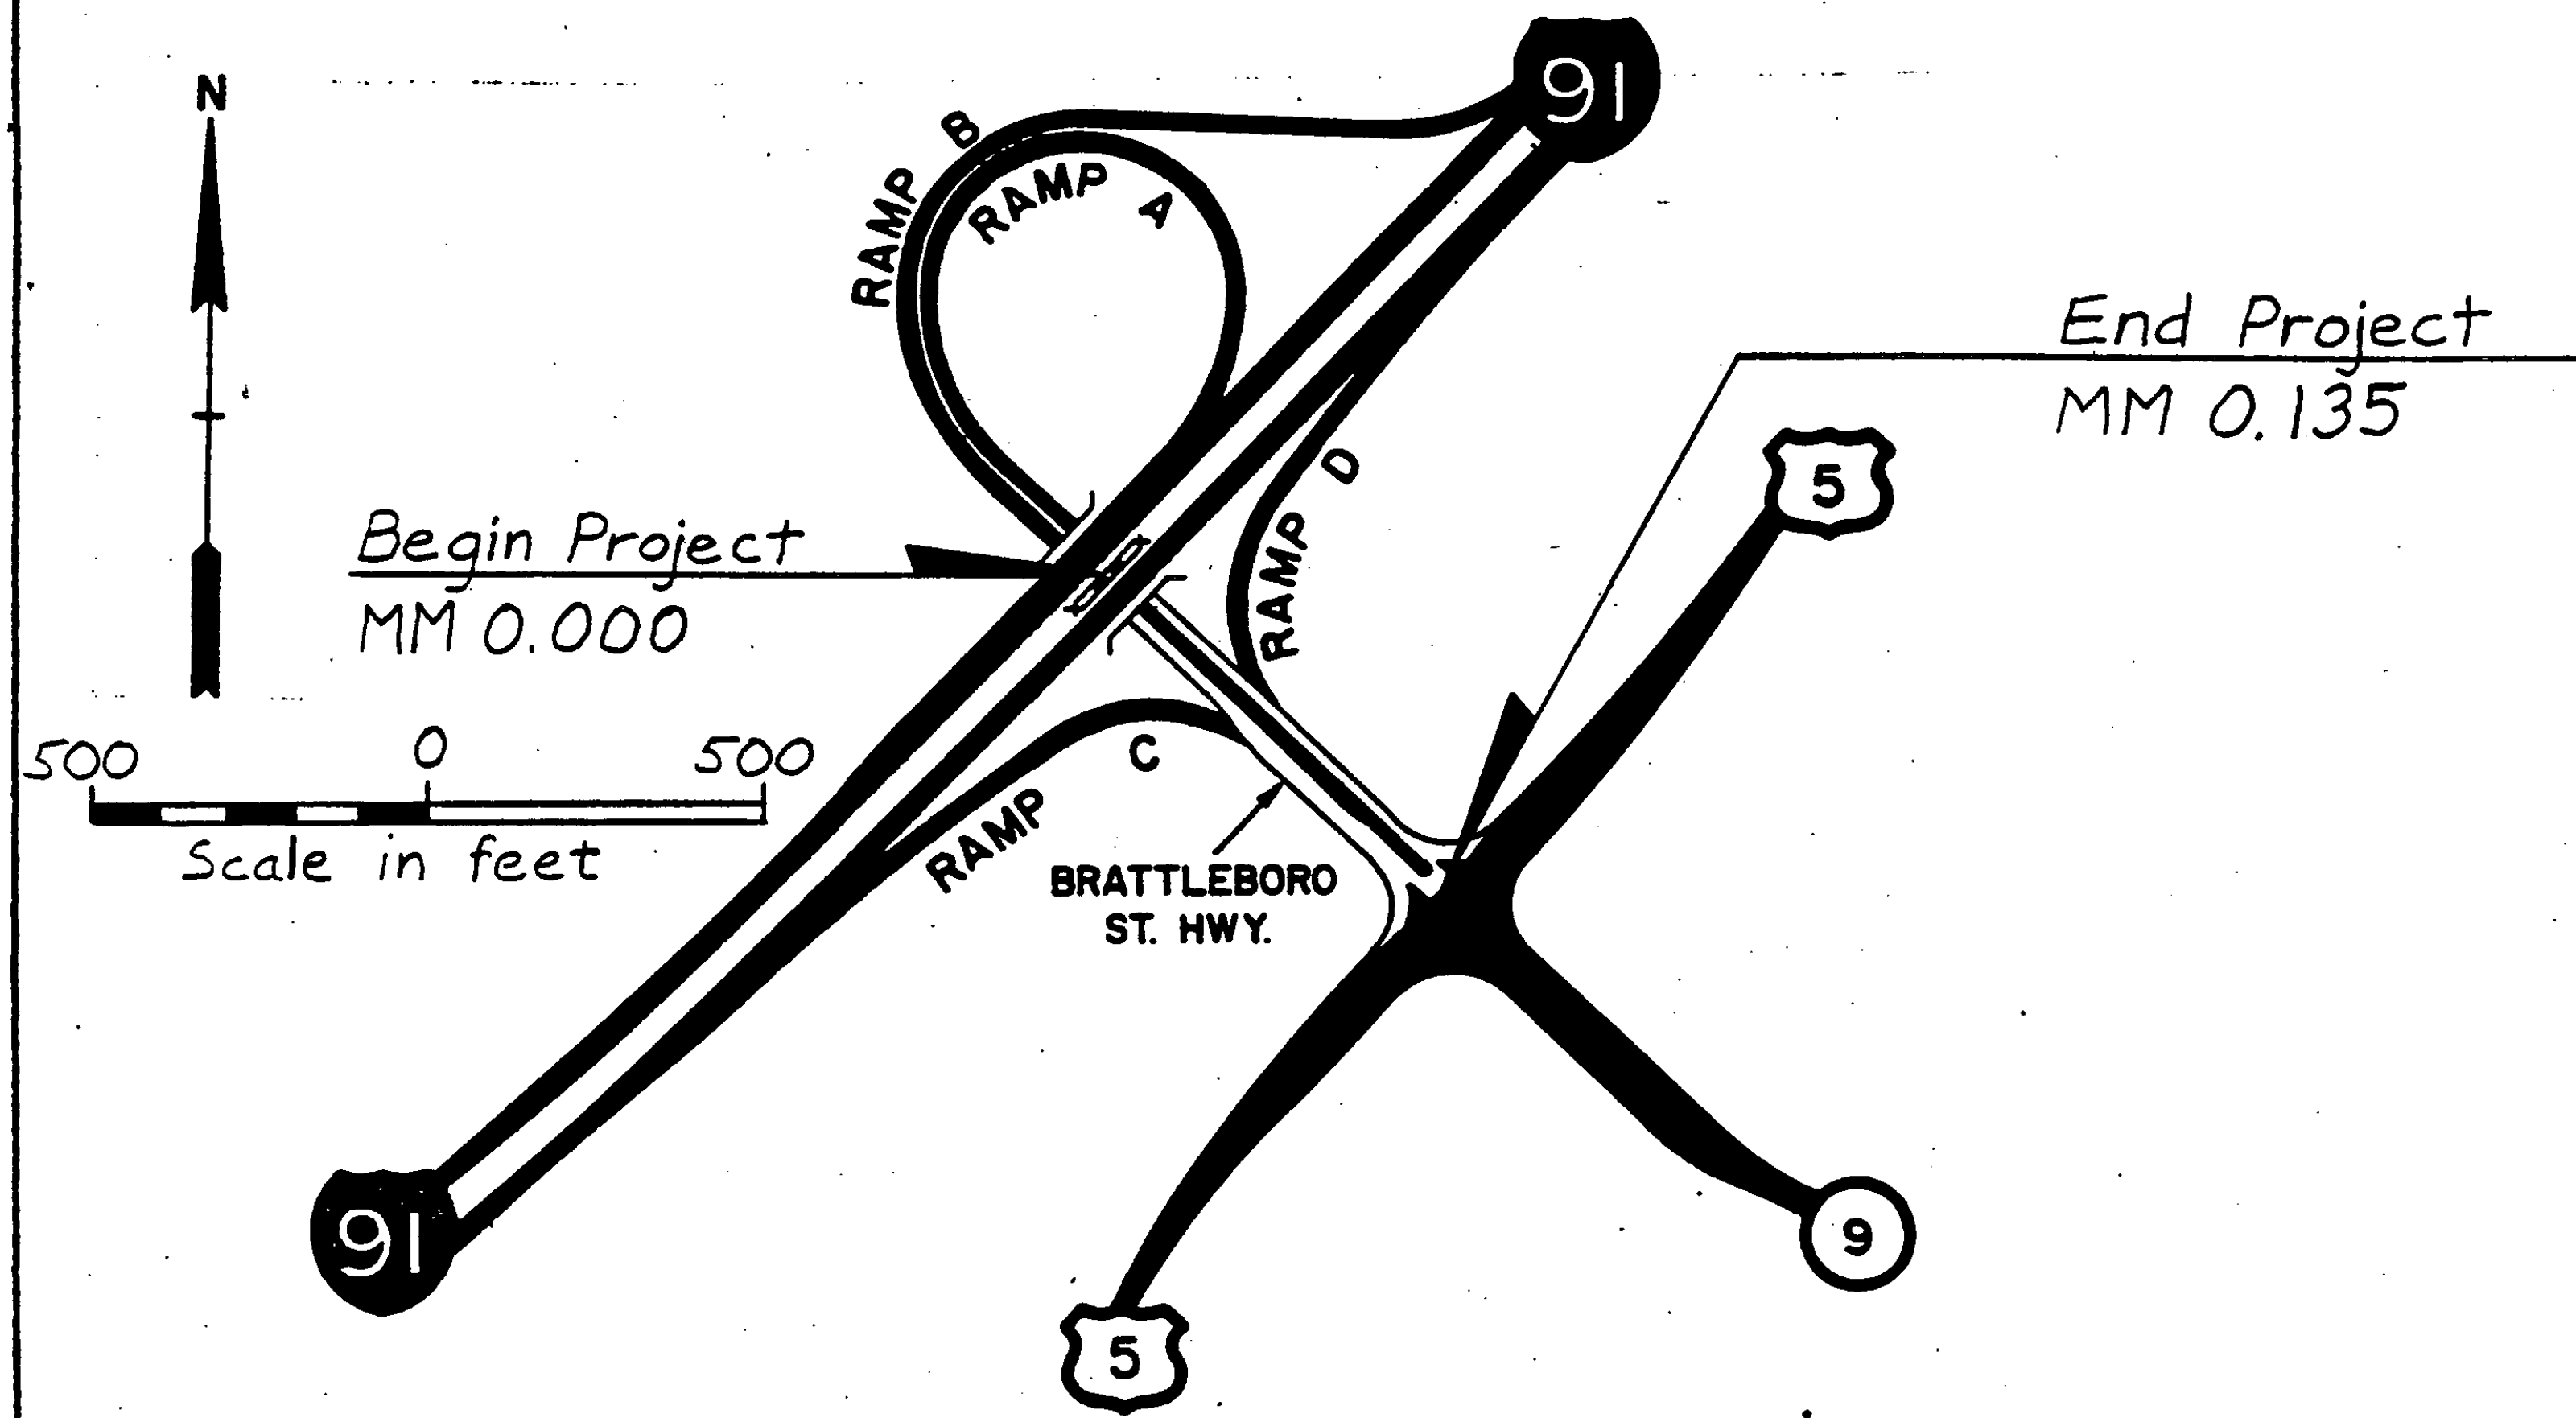 91
N
RAMP B
RAMP A
End Project
MM 0.135
5
RAMP D
Begin Project
MM 0.000
500 0 500
Scale in feet
RAMP C
BRATTLEBORO
ST. HWY.
91
9
5